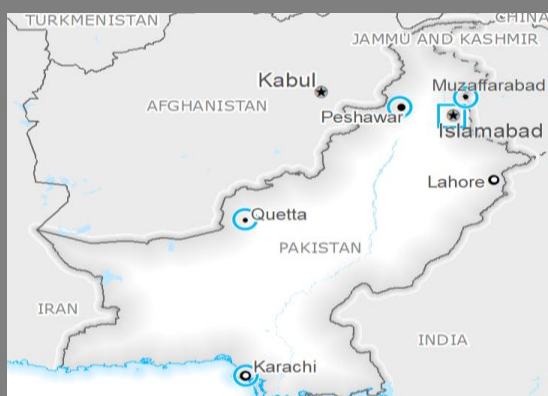 TURKMENISTAN
CHINA
JAMMU AND KASHMIR
Kabul
Muzaffarabad
AFGHANISTAN
Peshawar
Islamabad
Lahore
Quetta
PAKISTAN
IRAN
INDIA
Karachi